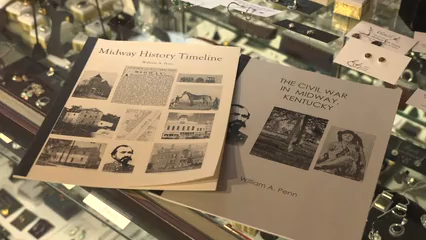 Midway History Timeline
William A. Penn
THE CIVIL WAR
IN MIDWAY,
KENTUCKY
William A. Penn